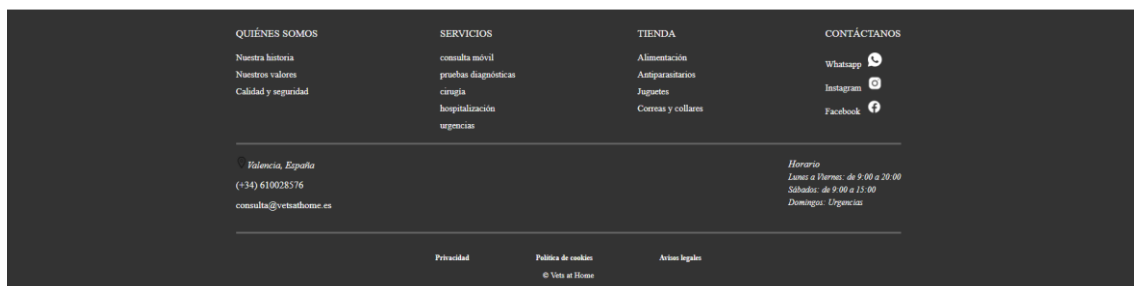 QUIÉNES SOMOS
Nuestra historia
Nuestros valores
Calidad y seguridad
SERVICIOS
consulta móvil
pruebas diagnósticas
cirugía
hospitalización
urgencias
TIENDA
Alimentación
Antiparasitarios
Juguetes
Correas y collares
CONTÁCTANOS
Whatsapp
Instagram
Facebook
Valencia, España
(+34) 610028576
consulta@vetsathome.es
Horario
Lunes a Viernes: de 9:00 a 20:00
Sábados: de 9:00 a 15:00
Domingos: Urgencias
Privacidad
Política de cookies
Avisos legales
© Vets at Home